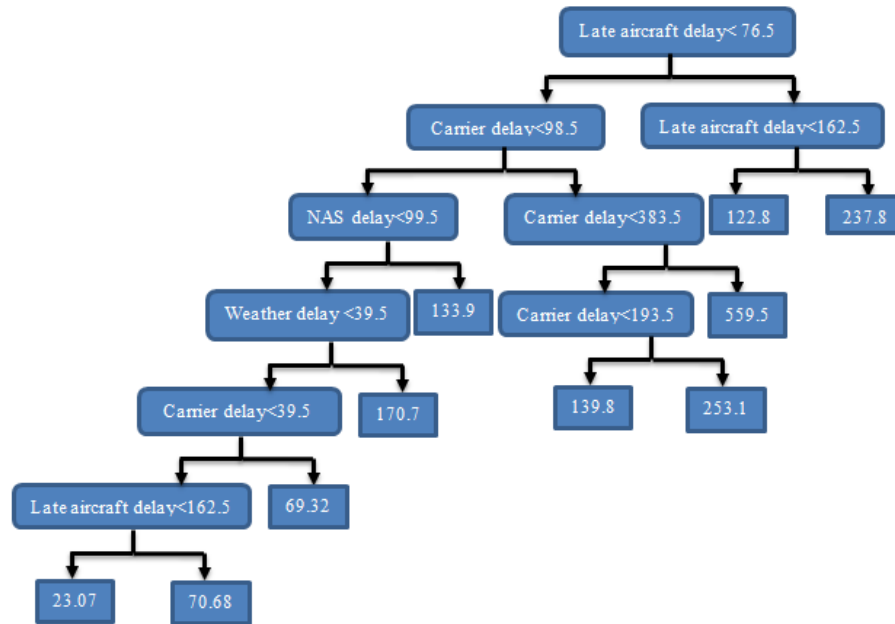 Late aircraft delay< 76.5
Carrier delay<98.5
Late aircraft delay<162.5
NAS delay<99.5
Carrier delay<383.5
122.8
237.8
Weather delay <39.5
133.9
Carrier delay<193.5
559.5
Carrier delay<39.5
170.7
139.8
253.1
Late aircraft delay<162.5
69.32
23.07
70.68